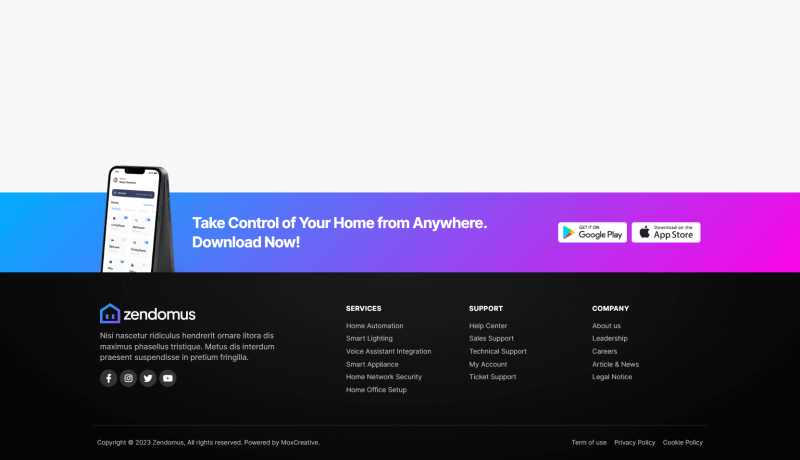 Take Control of Your Home from Anywhere.
Download Now!
GET IT ON
Google Play
Download on the
App Store
zendomus
Nisi nascetur ridiculus hendrerit ornare litora dis
maximus phasellus tristique. Metus dis interdum
praesent suspendisse in pretium fringilla.
SERVICES
Home Automation
Smart Lighting
Voice Assistant Integration
Smart Appliance
Home Network Security
Home Office Setup
SUPPORT
Help Center
Sales Support
Technical Support
My Account
Ticket Support
COMPANY
About us
Leadership
Careers
Article & News
Legal Notice
Copyright © 2023 Zendomus, All rights reserved. Powered by MoxCreative.
Term of use Privacy Policy Cookie Policy